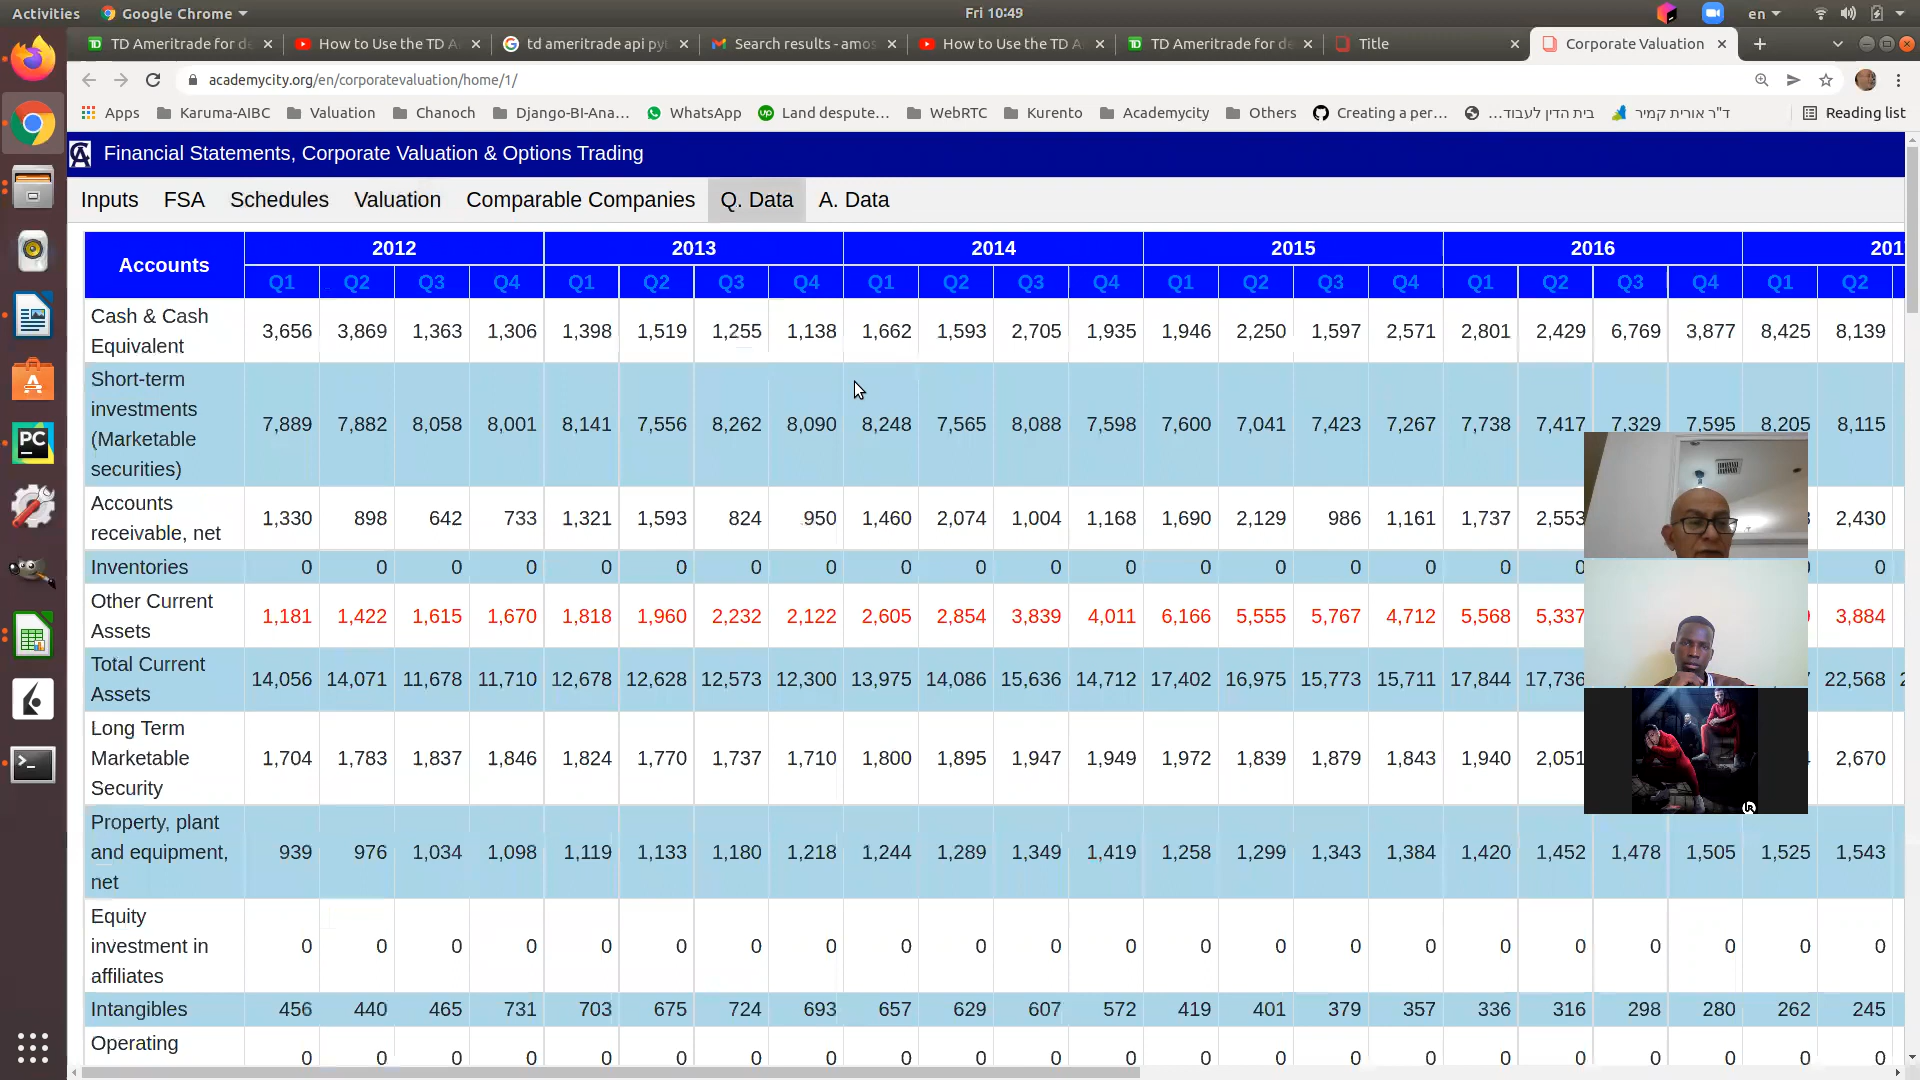 Activities Google Chrome Fri 10:49 en
TD Ameritrade for de How to Use the TD A td ameritrade api py Search results - amos How to Use the TD A TD Ameritrade for de Title Corporate Valuation
academycity.org/en/corporatevaluation/home/1/
Apps Karuma-AIBC Valuation Chanoch Django-BI-Ana... WhatsApp Land despute... WebRTC Kurento Academycity Others Creating a per... בית הדין לעבוד... ד"ר אורית קמיר Reading list
Financial Statements, Corporate Valuation & Options Trading
Inputs FSA Schedules Valuation Comparable Companies Q. Data A. Data
Accounts 2012 2013 2014 2015 2016 201
Q1 Q2 Q3 Q4 Q1 Q2 Q3 Q4 Q1 Q2 Q3 Q4 Q1 Q2 Q3 Q4 Q1 Q2 Q3 Q4 Q1 Q2
Cash & Cash
Equivalent 3,656 3,869 1,363 1,306 1,398 1,519 1,255 1,138 1,662 1,593 2,705 1,935 1,946 2,250 1,597 2,571 2,801 2,429 6,769 3,877 8,425 8,139
Short-term
investments
(Marketable
securities) 7,889 7,882 8,058 8,001 8,141 7,556 8,262 8,090 8,248 7,565 8,088 7,598 7,600 7,041 7,423 7,267 7,738 7,417 7,329 7,595 8,205 8,115
Accounts
receivable, net 1,330 898 642 733 1,321 1,593 824 950 1,460 2,074 1,004 1,168 1,690 2,129 986 1,161 1,737 2,553 2,430
Inventories 0 0 0 0 0 0 0 0 0 0 0 0 0 0 0 0 0 0 0
Other Current
Assets 1,181 1,422 1,615 1,670 1,818 1,960 2,232 2,122 2,605 2,854 3,839 4,011 6,166 5,555 5,767 4,712 5,568 5,337 3,884
Total Current
Assets 14,056 14,071 11,678 11,710 12,678 12,628 12,573 12,300 13,975 14,086 15,636 14,712 17,402 16,975 15,773 15,711 17,844 17,736 22,568
Long Term
Marketable
Security 1,704 1,783 1,837 1,846 1,824 1,770 1,737 1,710 1,800 1,895 1,947 1,949 1,972 1,839 1,879 1,843 1,940 2,051 2,670
Property, plant
and equipment,
net 939 976 1,034 1,098 1,119 1,133 1,180 1,218 1,244 1,289 1,349 1,419 1,258 1,299 1,343 1,384 1,420 1,452 1,478 1,505 1,525 1,543
Equity
investment in
affiliates 0 0 0 0 0 0 0 0 0 0 0 0 0 0 0 0 0 0 0 0 0 0
Intangibles 456 440 465 731 703 675 724 693 657 629 607 572 419 401 379 357 336 316 298 280 262 245
Operating
0 0 0 0 0 0 0 0 0 0 0 0 0 0 0 0 0 0 0 0 0 0